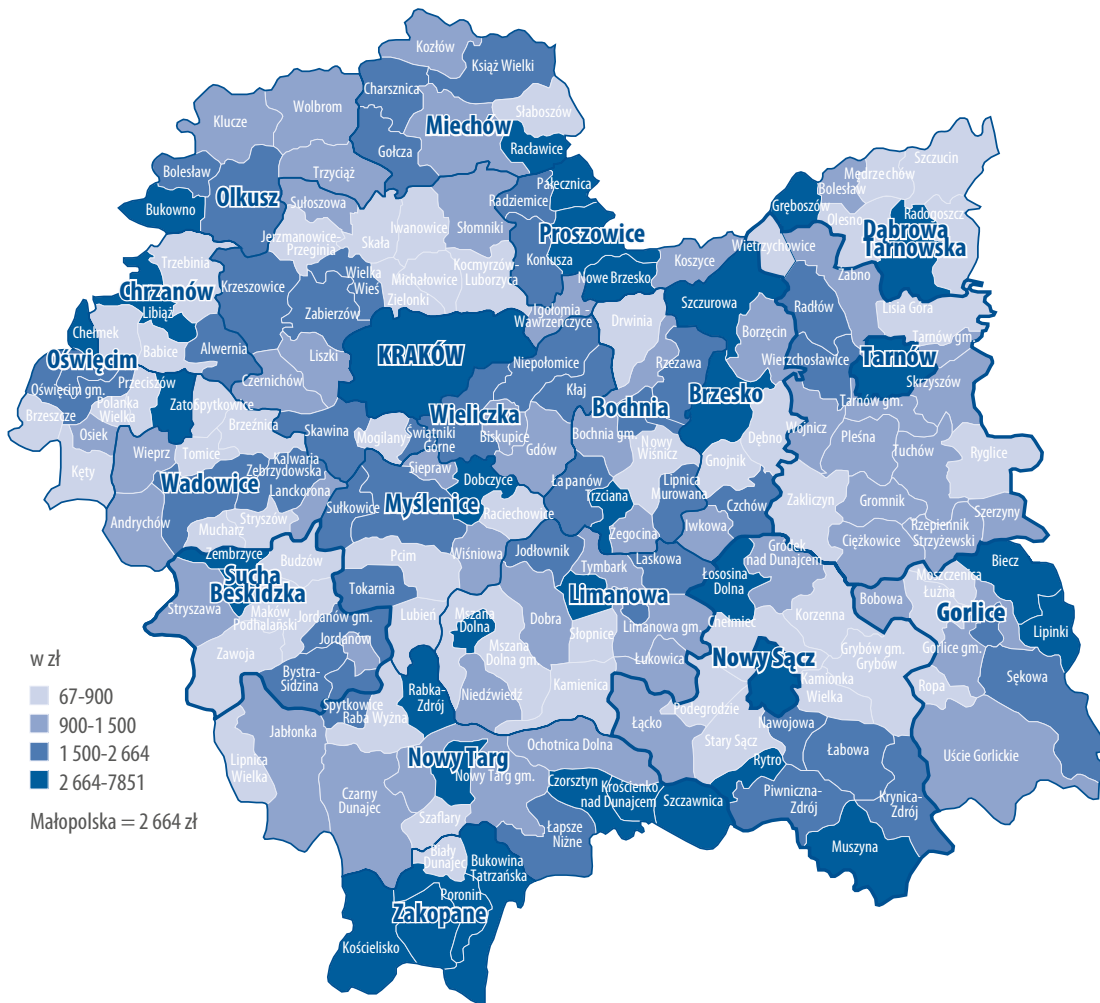 Kozłów
Książ Wielki
Charsznica
Słaboszów
Wolbrom
Klucze
Miechów
Racławice
Gołcza
Trzyciąż
Bolesław
Olkusz
Bukowno
Sułoszowa
Pałecznica
Radziemice
Jerzmanowice-
Przeginia
Skała
Iwanowice
Słomniki
Proszowice
Koniusza
Szczucin
Mędrzechów
Bolesław
Gręboszów
Olesno
Radogoszcz
Dąbrowa
Tarnowska
Wietrzychowice
Koszyce
Nowe Brzesko
Żabno
Trzebinia
Krzeszowice
Wielka
Wieś
Michałowice
Kocmyrzów-
Luborzyca
Zielonki
Zabierzów
Chrzanów
Libiąż
Chełmek
Babice
Alwernia
Liszki
KRAKÓW
Igołomia -
Wawrzeńczyce
Drwinia
Szczurowa
Borzęcin
Radłów
Lisia Góra
Tarnów gm.
Tarnów
Wierzchosławice
Skrzyszów
Tarnów gm.
Niepołomice
Rzezawa
Kłaj
Oświęcim
Oświęcim gm.
Przeciszów
Polanka
Wielka
Zator
Spytkowice
Brzeźnica
Czernichów
Brzeszcze
Osiek
Kęty
Wieprz
Tomice
Skawina
Mogilany
Świątniki
Górne
Wieliczka
Biskupice
Gdów
Bochnia
Bochnia gm.
Nowy
Wiśnicz
Brzesko
Dębno
Gnojnik
Wojnicz
Pleśna
Tuchów
Ryglice
Kalwaria
Zebrzydowska
Wadowice
Lanckorona
Siepraw
Dobczyce
Łapanów
Trzciana
Lipnica
Murowana
Czchów
Zakliczyn
Gromnik
Szerzyny
Rzepiennik
Strzyżewski
Ciężkowice
Andrychów
Mucharz
Stryszów
Sułkowice
Myślenice
Raciechowice
Żegocina
Iwkowa
Zembrzyce
Budzów
Pcim
Wiśniowa
Jodłownik
Tymbark
Laskowa
Gródek
nad Dunajcem
Łososina
Dolna
Sucha
Beskidzka
Stryszawa
Maków
Podhalański
Jordanów gm.
Jordanów
Tokarnia
Lubień
Mszana
Dolna
Dobra
Limanowa
Słopnice
Limanowa gm.
Chełmiec
Korzenna
Bobowa
Moszczenica
Łużna
Biecz
Gorlice
Lipinki
Gorlice gm.
Zawoja
Bystra-
Sidzina
Mszana
Dolna gm.
Niedźwiedź
Kamienica
Łukowica
Nowy Sącz
Grybów gm.
Grybów
Kamionka
Wielka
Ropa
Sękowa
Spytkowice
Raba Wyżna
Rabka-
Zdrój
Łącko
Podegrodzie
Stary Sącz
Nawojowa
Łabowa
Uście Gorlickie
Jabłonka
Lipnica
Wielka
Nowy Targ
Nowy Targ gm.
Ochotnica Dolna
Czorsztyn
Krościenko
nad Dunajcem
Szczawnica
Rytro
Piwniczna-
Zdrój
Krynica-
Zdrój
Muszyna
Czarny
Dunajec
Szaflary
Łapsze
Niżne
Biały
Dunajec
Bukowina
Tatrzańska
Poronin
Zakopane
Kościelisko
w zł
67-900
900-1 500
1 500-2 664
2 664-7851
Małopolska = 2 664 zł